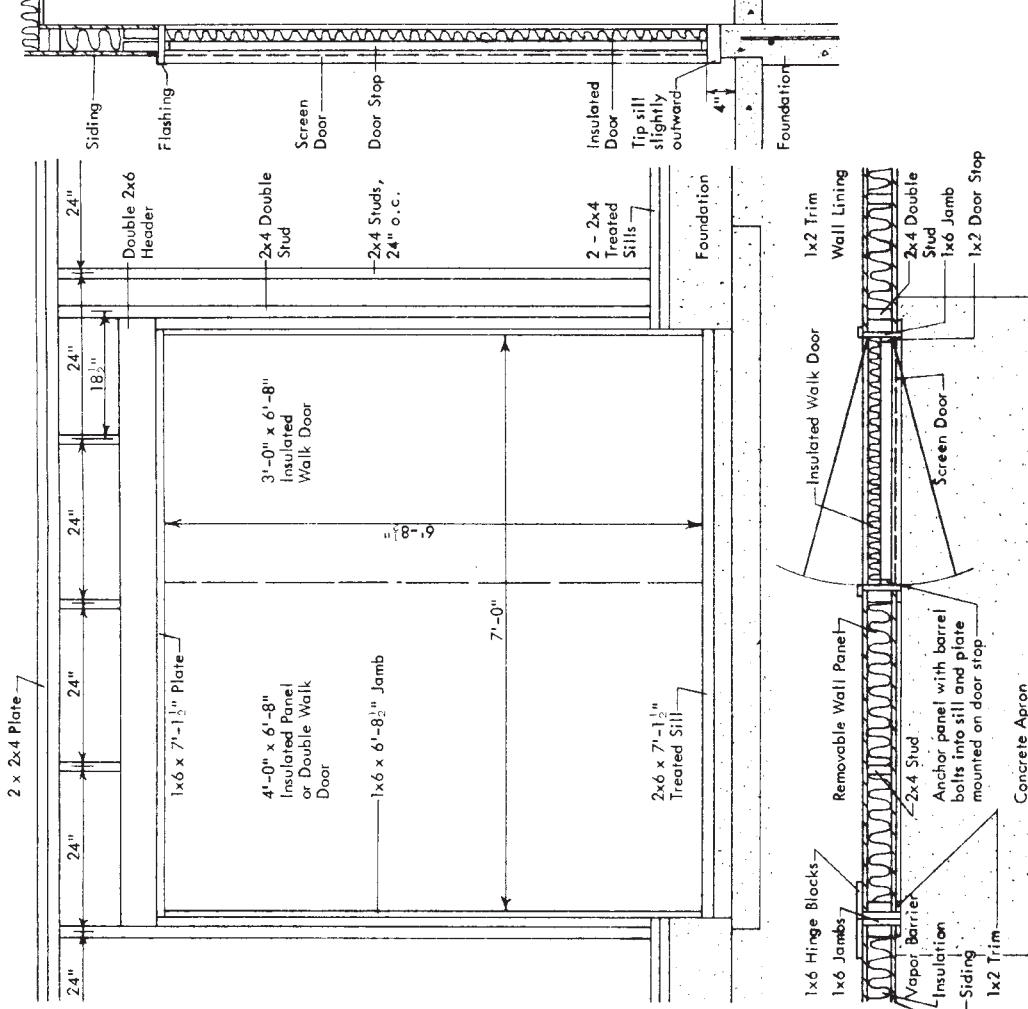 2 x 2x4 Plate
24"
24"
24"
24"
24"
24"
18½"
Double 2x6
Header
2x4 Double
Stud
2x4 Studs,
24" o.c.
1x6 x 7'-1½" Plate
4'-0" x 6'-8"
Insulated Panel
or Double Walk
Door
3'-0" x 6'-8"
Insulated
Walk Door
1x6 x 6'-8½" Jamb
6'-8½"
7'-0"
2x6 x 7'-1½"
Treated Sill
2 - 2x4
Treated
Sills
Foundation
Siding
Flashing
Screen
Door
Door Stop
Insulated
Door
Tip sill
slightly
outward
4"
Foundation
1x6 Hinge Blocks
1x6 Jambs
Vapor Barrier
Insulation
Siding
1x2 Trim
Removable Wall Panel
2x4 Stud
Anchor panel with barrel
bolts into sill and plate
mounted on door stop
Concrete Apron
Insulated Walk Door
Screen Door
1x2 Trim
Wall Lining
2x4 Double
Stud
1x6 Jamb
1x2 Door Stop